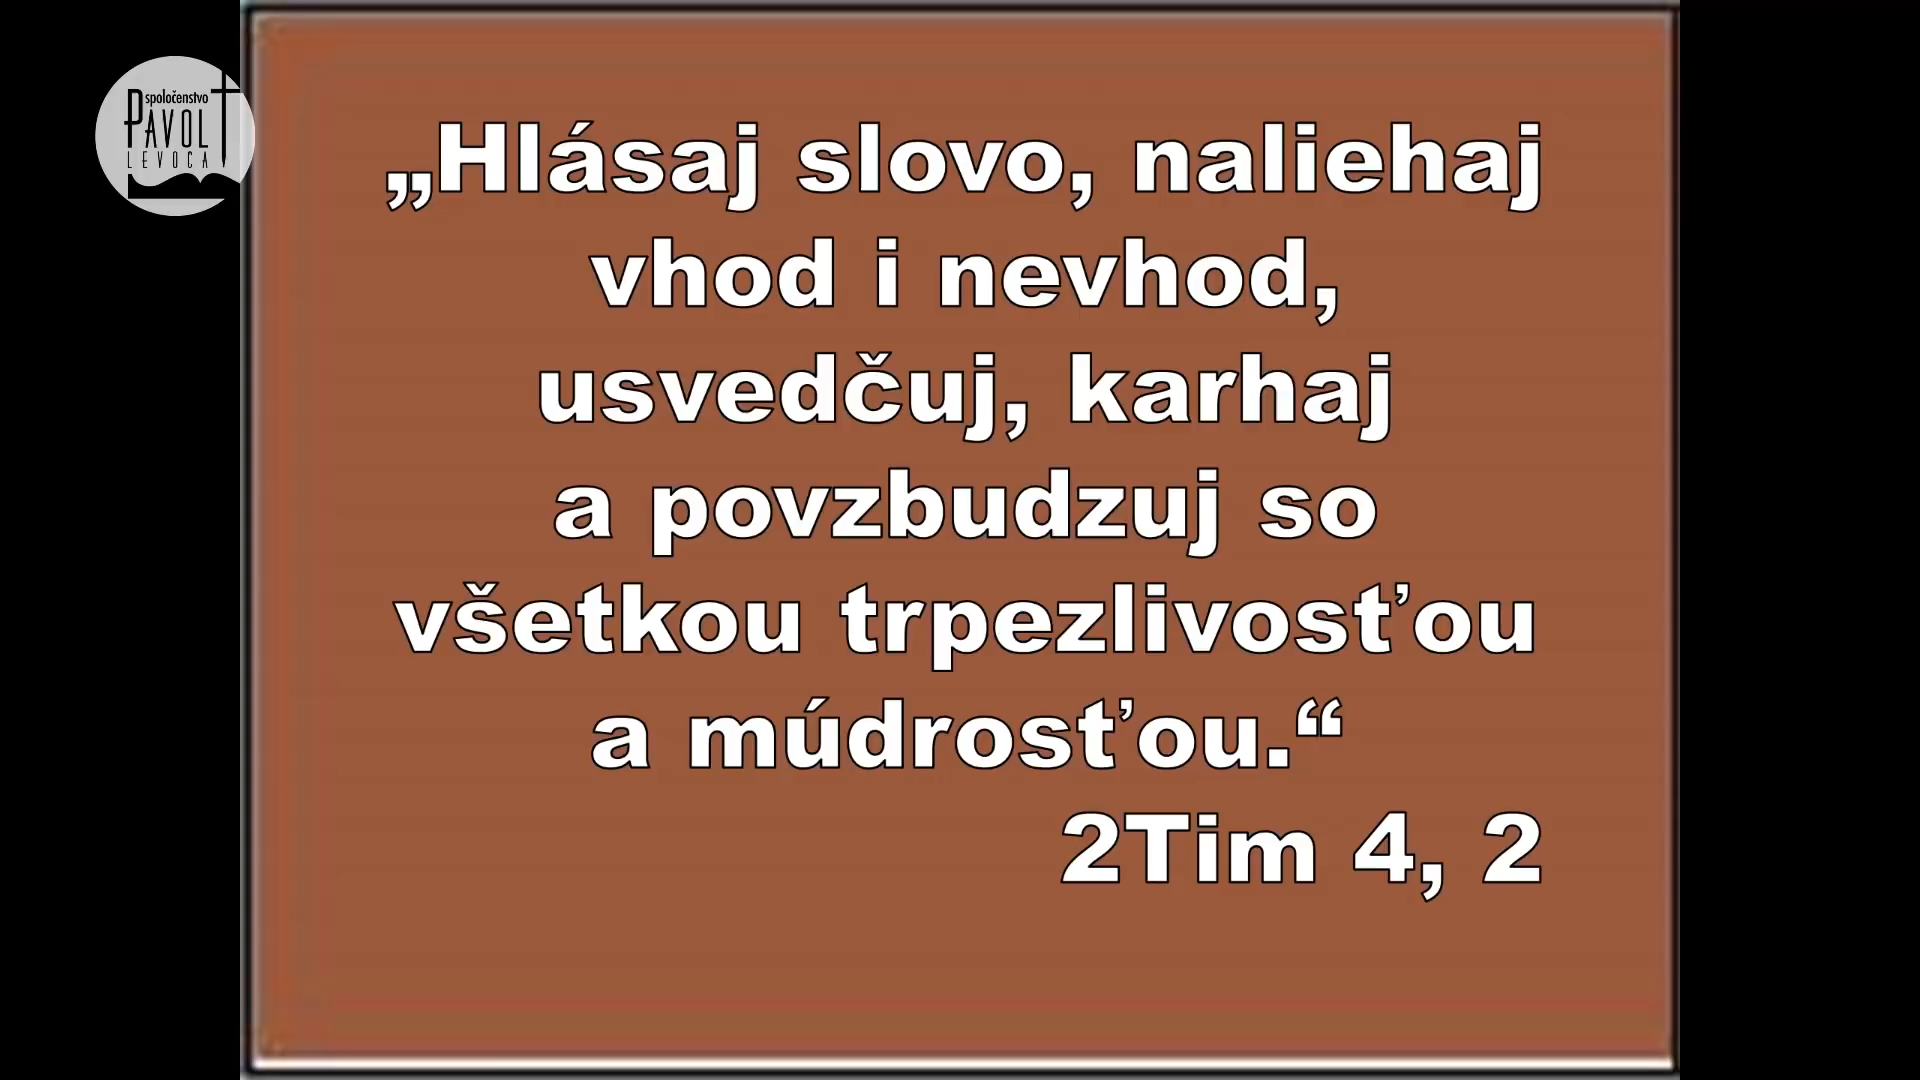 spoločenstvo
PAVOL
LEVOČA
„Hlásaj slovo, naliehaj
vhod i nevhod,
usvedčuj, karhaj
a povzbudzuj so
všetkou trpezlivosťou
a múdrosťou.“
2Tim 4, 2